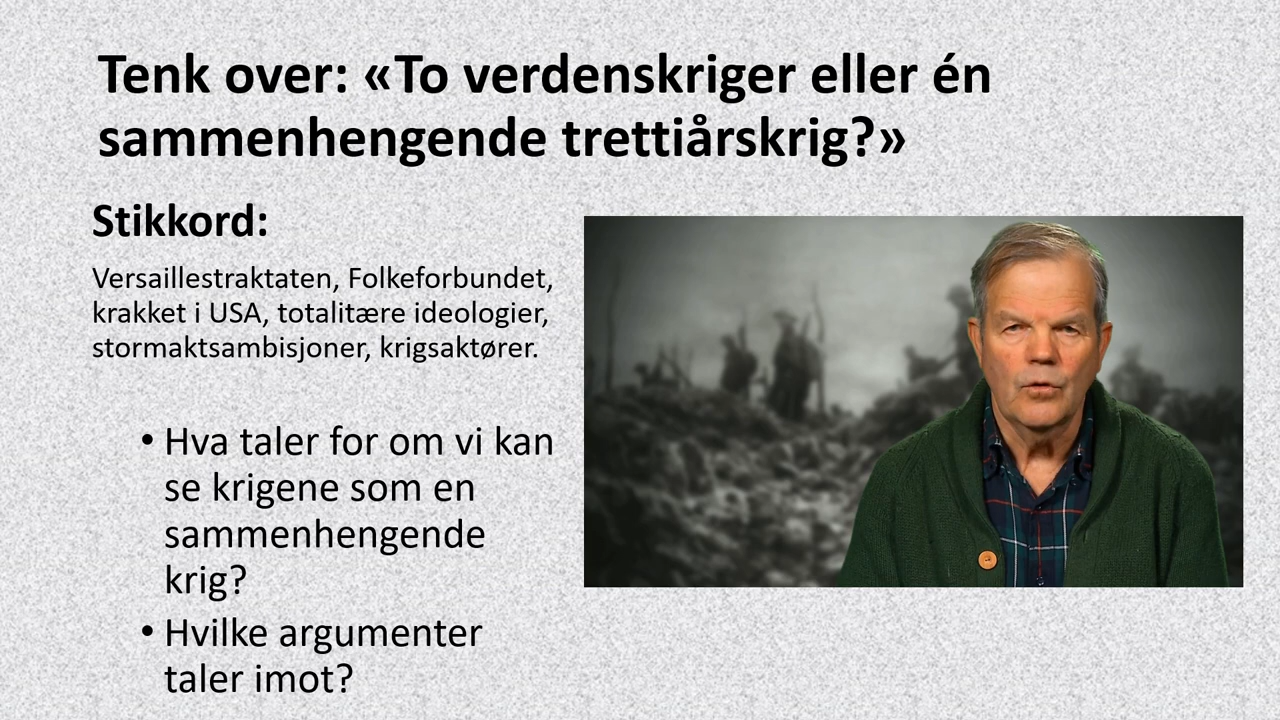 Tenk over: «To verdenskriger eller én
sammenhengende trettiårskrig?»
Stikkord:
Versaillestraktaten, Folkeforbundet,
krakket i USA, totalitære ideologier,
stormaktsambisjoner, krigsaktører.
• Hva taler for om vi kan
se krigene som en
sammenhengende
krig?
• Hvilke argumenter
taler imot?